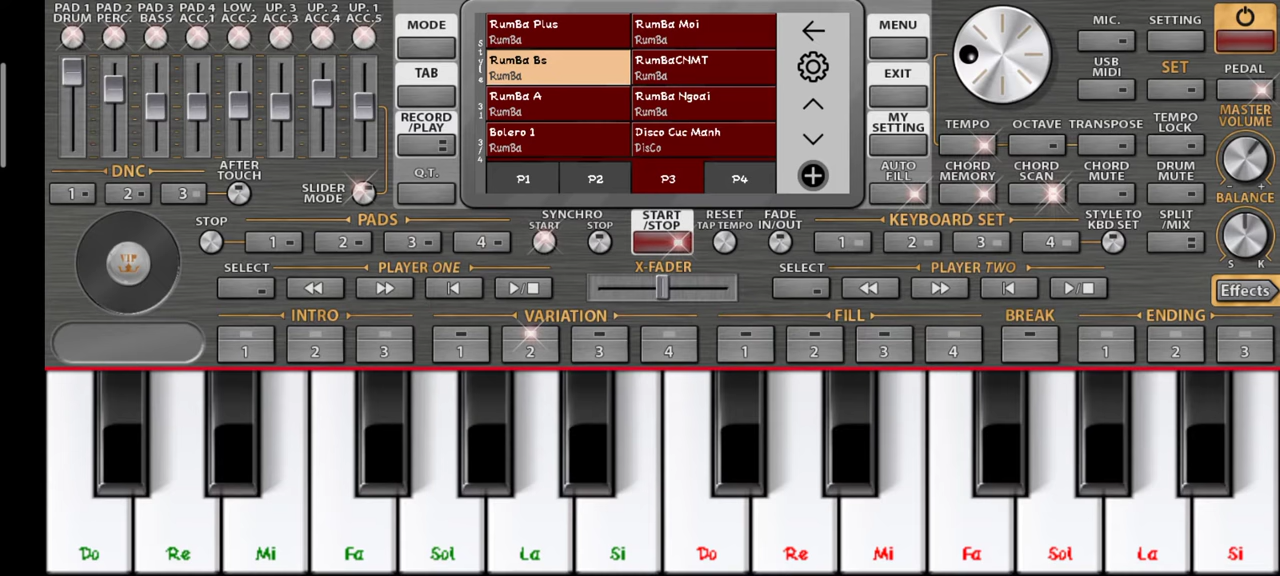 PAD 1 PAD 2 PAD 3 PAD 4 LOW. UP. 3 UP. 2 UP. 1
DRUM PERC. BASS ACC.1 ACC.2 ACC.3 ACC.4 ACC.5
MODE
TAB
RECORD
/PLAY
Q.T.
DNC
1 2 3
AFTER
TOUCH
SLIDER
MODE
Style
31
3/4
RumBa Plus
RumBa
RumBa Moi
RumBa
RumBa Bs
RumBa
RumBaCNMT
RumBa
RumBa A
RumBa
RumBa Ngoai
RumBa
Bolero 1
RumBa
Disco Cuc Manh
DisCo
P1 P2 P3 P4
MENU
EXIT
MY
SETTING
AUTO
FILL
MIC.
SETTING
USB
MIDI
SET
PEDAL
MASTER
VOLUME
- +
TEMPO OCTAVE TRANSPOSE TEMPO
LOCK
CHORD
MEMORY
CHORD
SCAN
CHORD
MUTE
DRUM
MUTE
BALANCE
S K
VIP
STOP
PADS
1 2 3 4
SYNCHRO
START STOP
START
/STOP
RESET
TAP TEMPO
FADE
IN/OUT
KEYBOARD SET
1 2 3 4
STYLE TO
KBD SET
SPLIT
/MIX
SELECT PLAYER ONE
X-FADER
SELECT PLAYER TWO
Effects
INTRO
1 2 3
VARIATION
1 2 3 4
FILL
1 2 3 4
BREAK
ENDING
1 2 3
Do Re Mi Fa Sol La Si Do Re Mi Fa Sol La Si